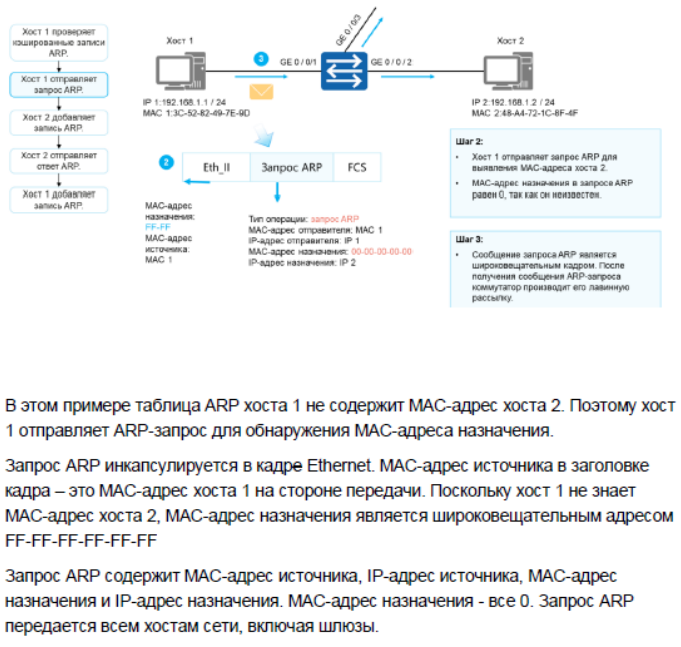 Хост 1 проверяет
кэшированные записи
ARP.
Хост 1 отправляет
запрос ARP.
Хост 2 добавляет
запись ARP.
Хост 2 отправляет
ответ ARP.
Хост 1 добавляет
запись ARP.
Хост 1
3
GE 0 / 0/1
GE 0 / 0/3
GE 0 / 0 / 2
Хост 2
IP 1:192.168.1.1 / 24
MAC 1:3C-52-82-49-7E-9D
IP 2:192.168.1.2 / 24
MAC 2:48-A4-72-1C-8F-4F
2
Eth_II
Запрос ARP
FCS
MAC-адрес
назначения:
FF-FF
MAC-адрес
источника:
MAC 1
Тип операции: запрос ARP
MAC-адрес отправителя: MAC 1
IP-адрес отправителя: IP 1
MAC-адрес назначения: 00-00-00-00-00
IP-адрес назначения: IP 2
Шаг 2:
• Хост 1 отправляет запрос ARP для
выявления MAC-адреса хоста 2.
• MAC-адрес назначения в запросе ARP
равен 0, так как он неизвестен.
Шаг 3:
• Сообщение запроса ARP является
широковещательным кадром. После
получения сообщения ARP-запроса
коммутатор производит его лавинную
рассылку.
В этом примере таблица ARP хоста 1 не содержит MAC-адрес хоста 2. Поэтому хост
1 отправляет ARP-запрос для обнаружения MAC-адреса назначения.
Запрос ARP инкапсулируется в кадре Ethernet. MAC-адрес источника в заголовке
кадра – это MAC-адрес хоста 1 на стороне передачи. Поскольку хост 1 не знает
MAC-адрес хоста 2, MAC-адрес назначения является широковещательным адресом
FF-FF-FF-FF-FF-FF
Запрос ARP содержит MAC-адрес источника, IP-адрес источника, MAC-адрес
назначения и IP-адрес назначения. MAC-адрес назначения - все 0. Запрос ARP
передается всем хостам сети, включая шлюзы.